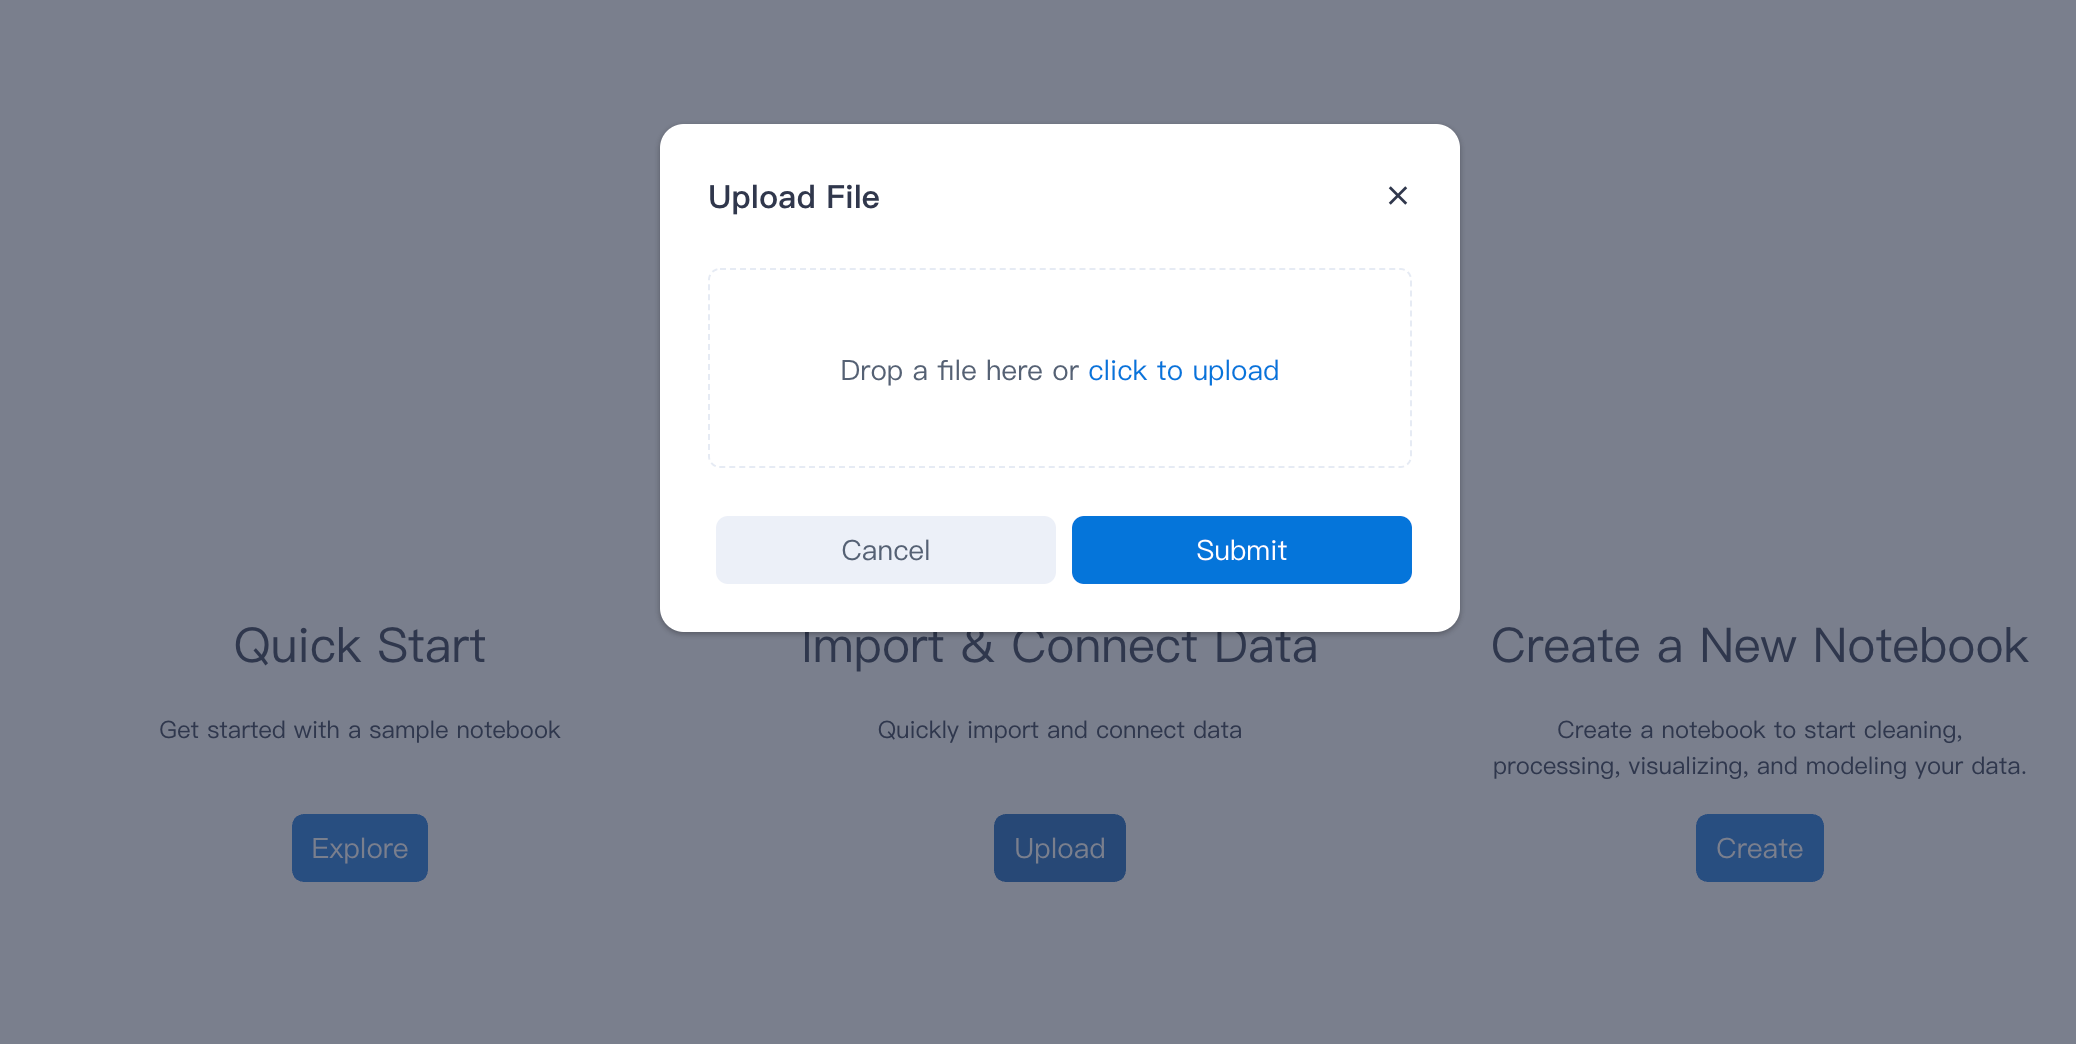 Upload File
Drop a file here or click to upload
Cancel
Submit
Quick Start
Import & Connect Data
Create a New Notebook
Get started with a sample notebook
Quickly import and connect data
Create a notebook to start cleaning,
processing, visualizing, and modeling your data.
Explore
Upload
Create